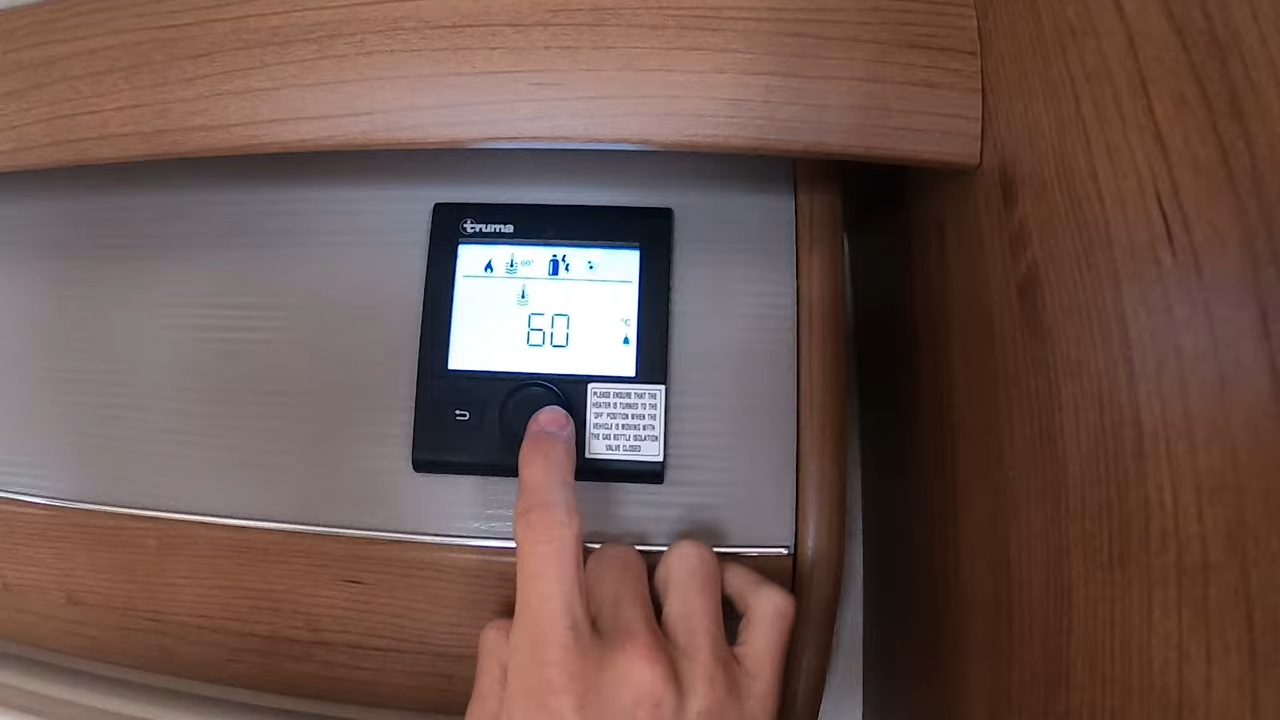 truma
60°
60
°C
PLEASE ENSURE THAT THE
HEATER IS TURNED TO THE
'OFF' POSITION WHEN THE
VEHICLE IS MOVING WITH
THE GAS BOTTLE ISOLATION
VALVE CLOSED